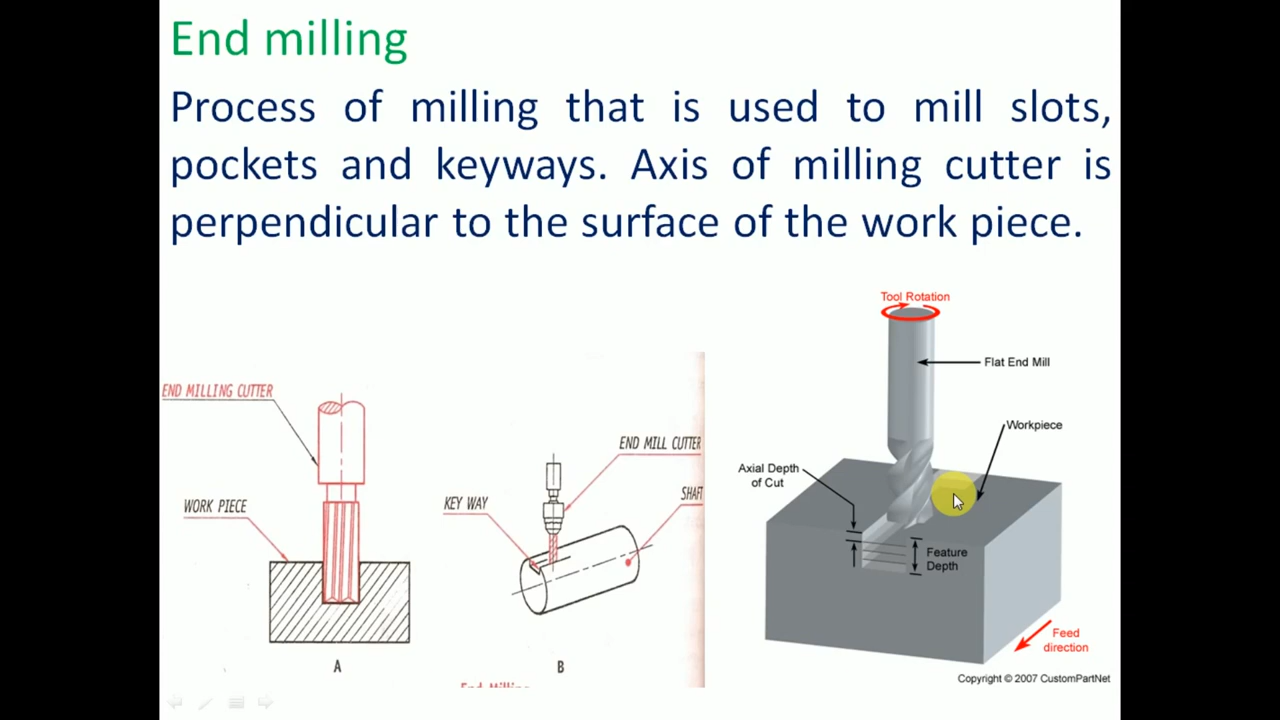 End milling
Process of milling that is used to mill slots,
pockets and keyways. Axis of milling cutter is
perpendicular to the surface of the work piece.
END MILLING CUTTER
WORK PIECE
A
END MILL CUTTER
KEY WAY
SHAFT
B
End Milling
Tool Rotation
Flat End Mill
Workpiece
Axial Depth
of Cut
Feature
Depth
Feed
direction
Copyright © 2007 CustomPartNet